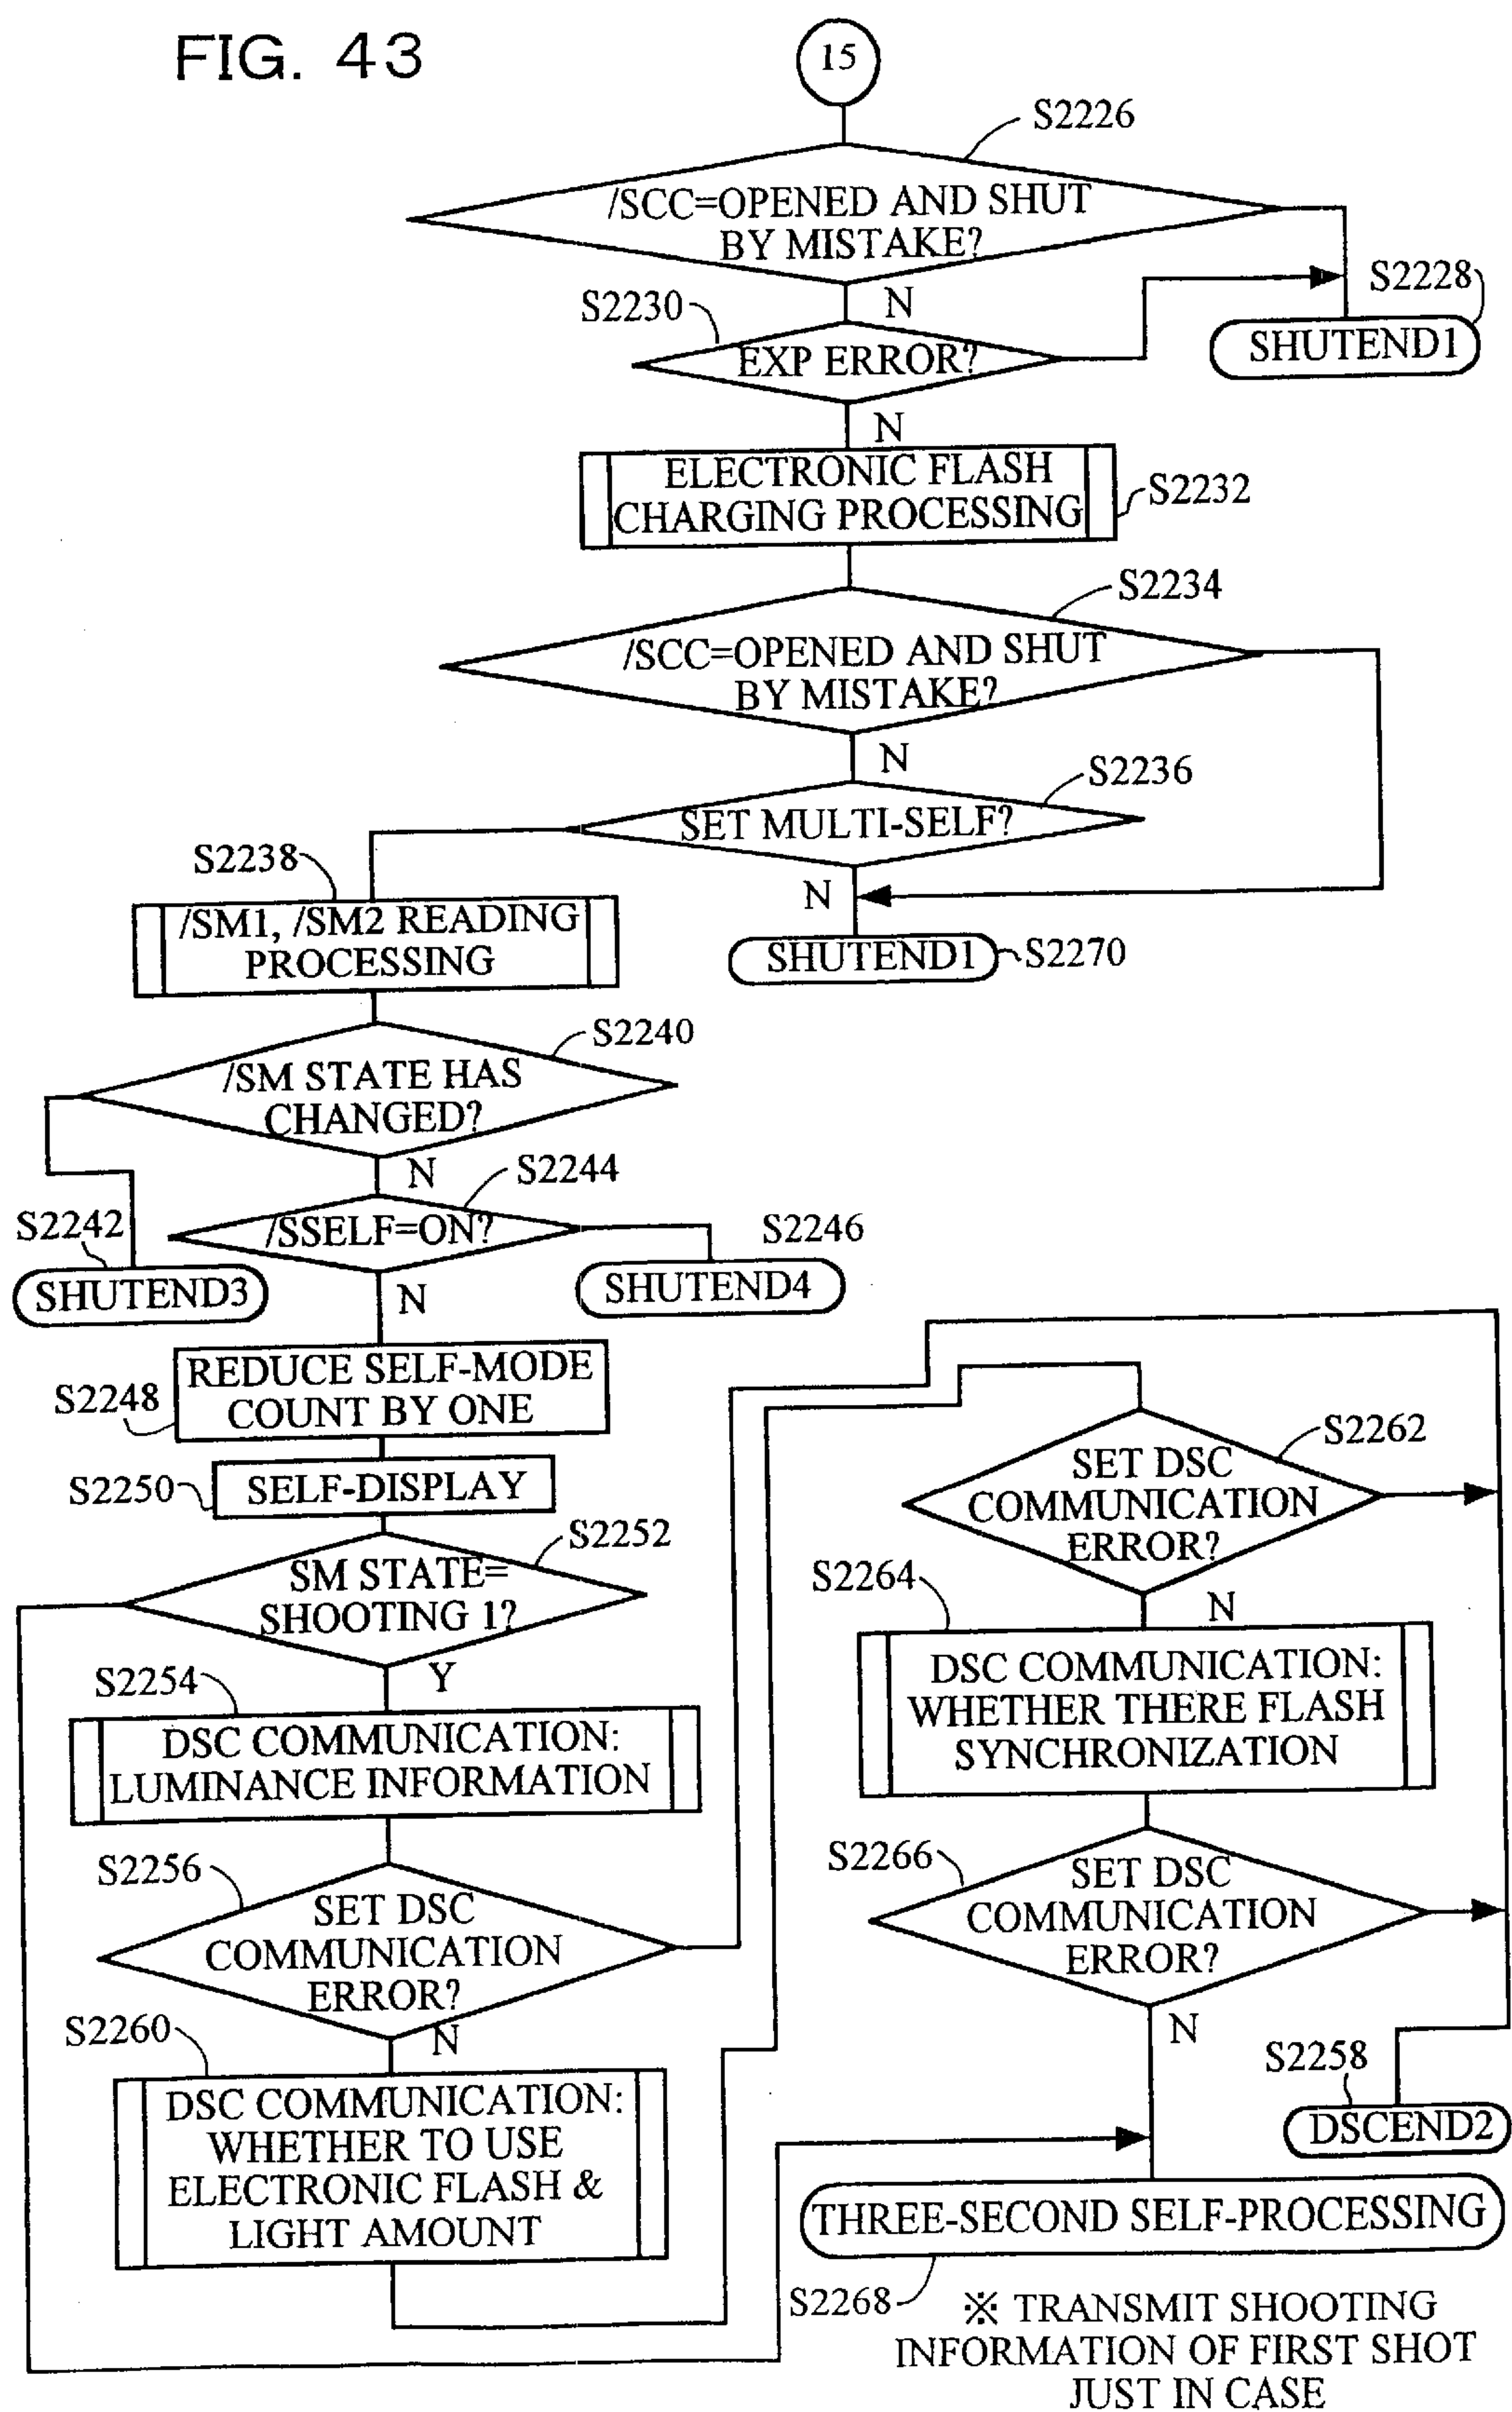 FIG. 43
15
S2226
/SCC=OPENED AND SHUT
BY MISTAKE?
N
S2228
SHUTEND1
S2230
EXP ERROR?
N
ELECTRONIC FLASH
CHARGING PROCESSING
S2232
S2234
/SCC=OPENED AND SHUT
BY MISTAKE?
N
S2236
SET MULTI-SELF?
N
SHUTEND1
S2270
S2238
/SM1, /SM2 READING
PROCESSING
S2240
/SM STATE HAS
CHANGED?
N
S2242
SHUTEND3
S2244
/SSELF=ON?
N
S2246
SHUTEND4
REDUCE SELF-MODE
COUNT BY ONE
S2248
S2250
SELF-DISPLAY
S2252
SM STATE=
SHOOTING 1?
Y
S2254
DSC COMMUNICATION:
LUMINANCE INFORMATION
S2256
SET DSC
COMMUNICATION
ERROR?
N
S2260
DSC COMMUNICATION:
WHETHER TO USE
ELECTRONIC FLASH &
LIGHT AMOUNT
S2262
SET DSC
COMMUNICATION
ERROR?
N
S2264
DSC COMMUNICATION:
WHETHER THERE FLASH
SYNCHRONIZATION
S2266
SET DSC
COMMUNICATION
ERROR?
N
S2258
DSCEND2
THREE-SECOND SELF-PROCESSING
S2268
※ TRANSMIT SHOOTING
INFORMATION OF FIRST SHOT
JUST IN CASE